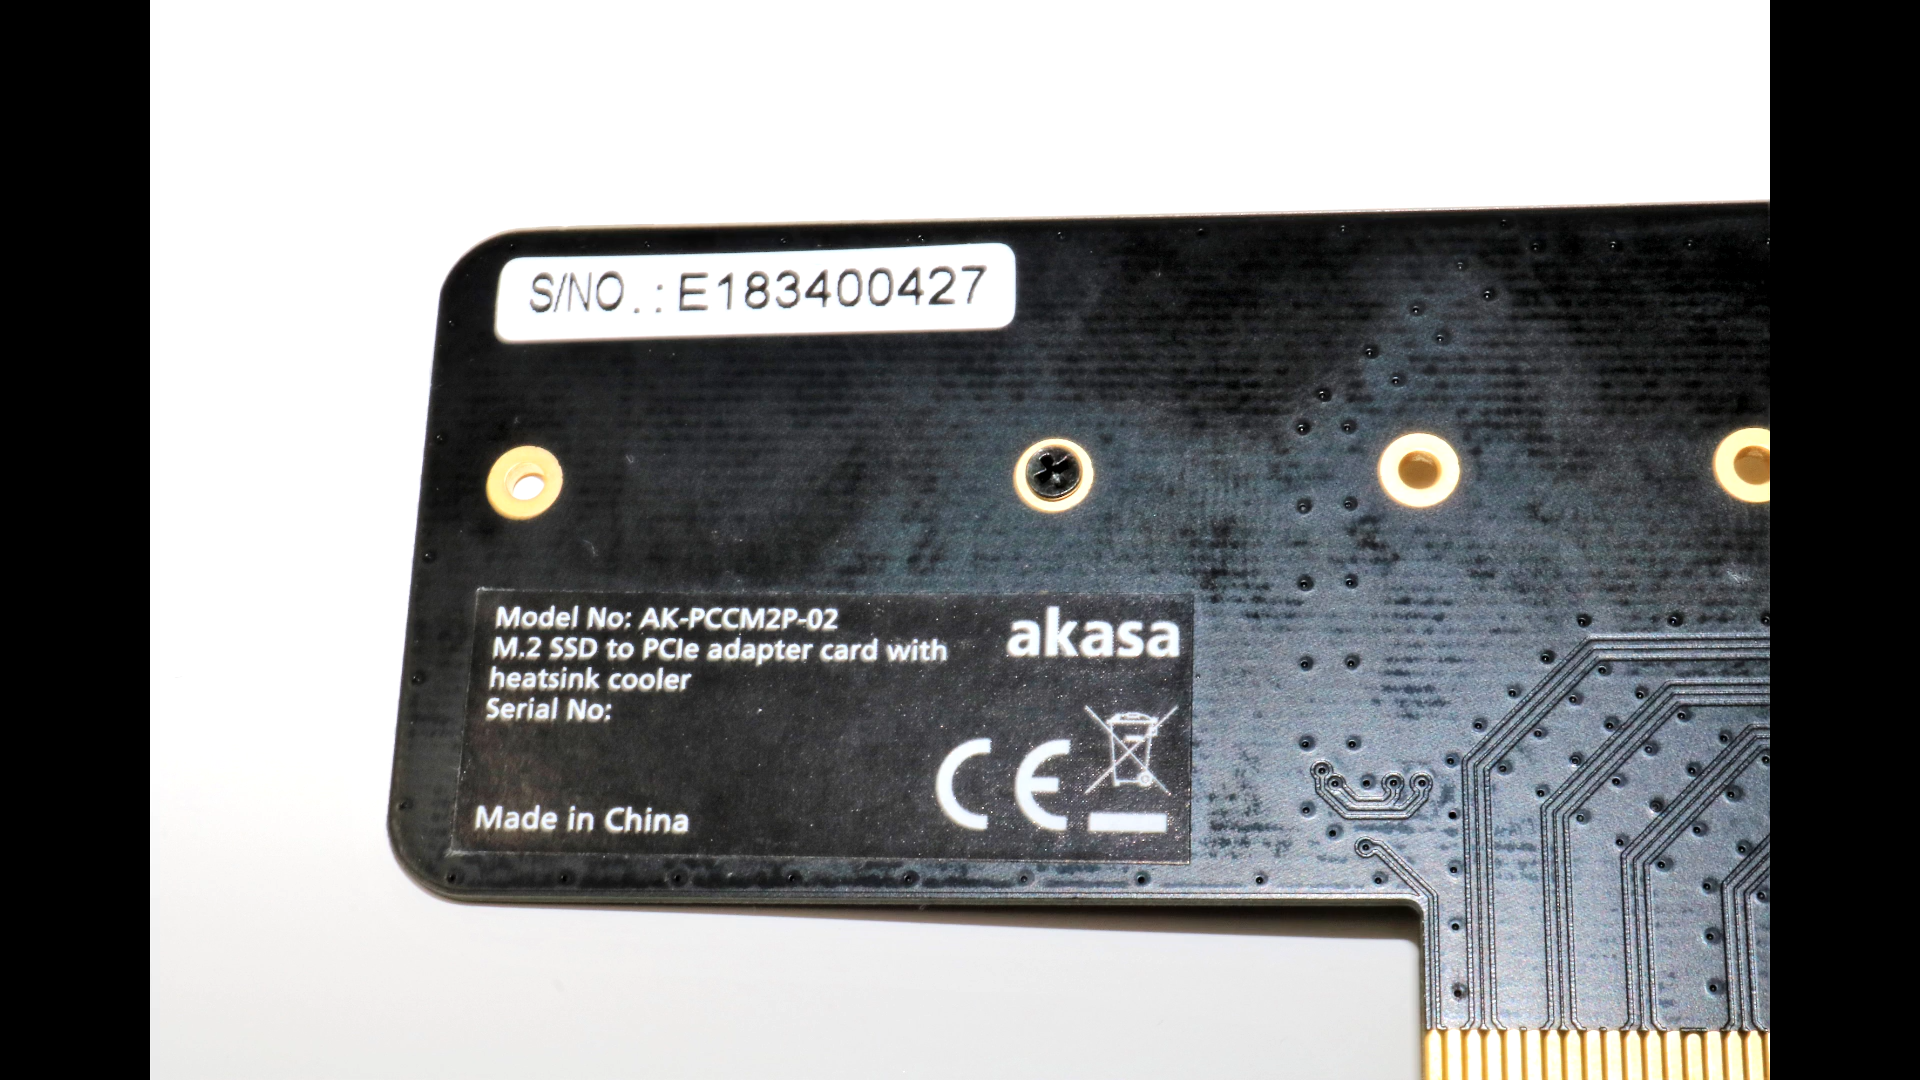 S/NO.: E183400427
Model No: AK-PCCM2P-02
M.2 SSD to PCIe adapter card with
heatsink cooler
Serial No:
akasa
CE
Made in China